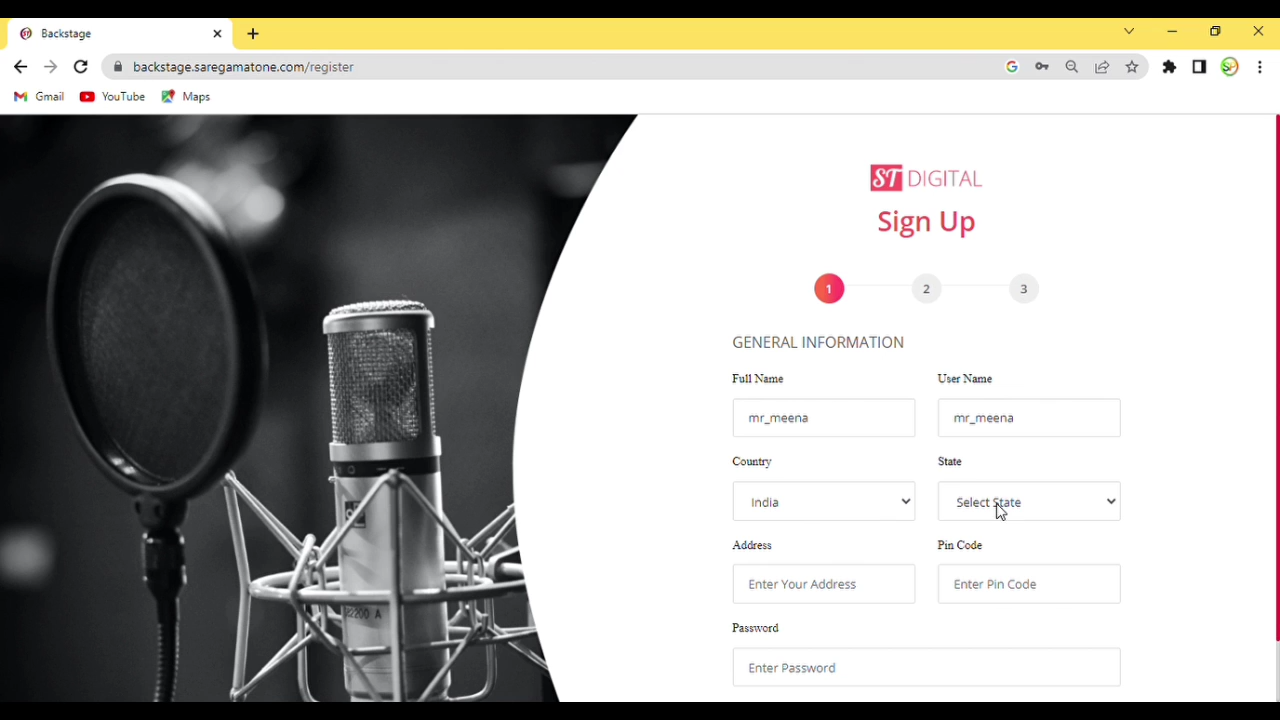 Backstage
backstage.saregamatone.com/register
Gmail YouTube Maps
ST DIGITAL
Sign Up
1 2 3
GENERAL INFORMATION
Full Name User Name
mr_meena mr_meena
Country State
India Select State
Address Pin Code
Enter Your Address Enter Pin Code
Password
Enter Password
22200 A